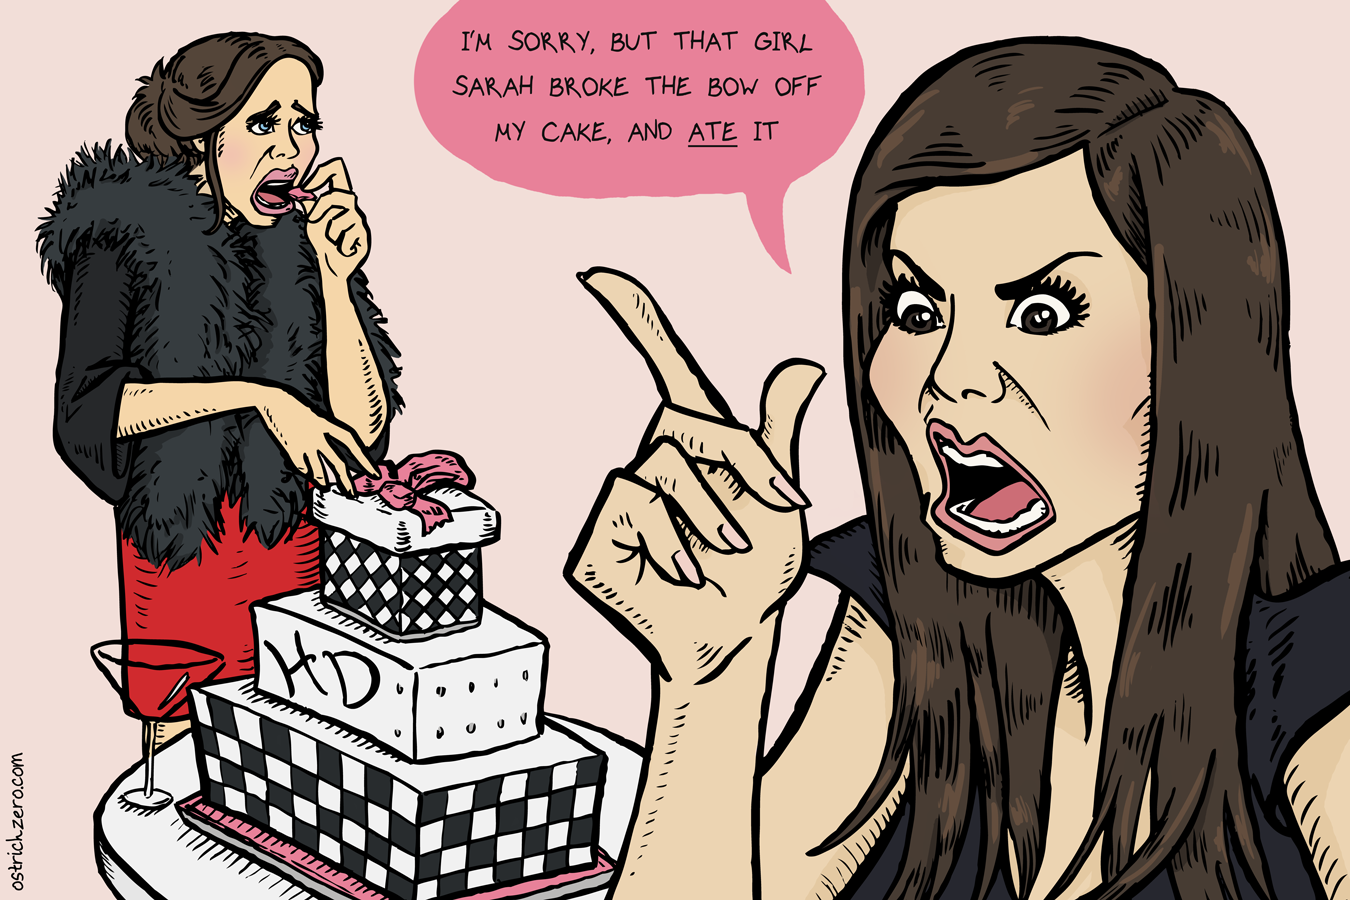 I'M SORRY, BUT THAT GIRL
SARAH BROKE THE BOW OFF
MY CAKE, AND ATE IT
HD
ostrichzero.com